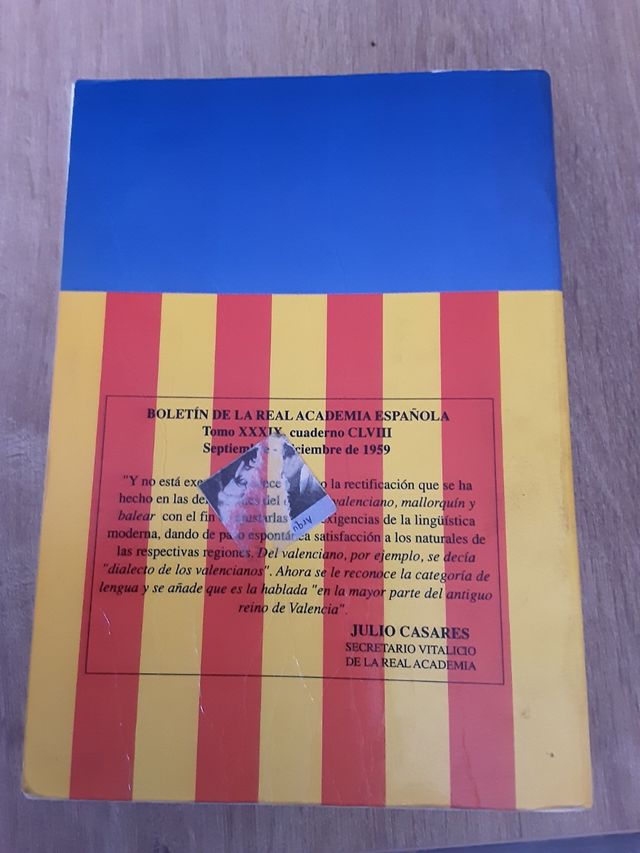 BOLETÍN DE LA REAL ACADEMIA ESPAÑOLA
Tomo XXXIX, cuaderno CLVIII
Septiembre - Diciembre de 1959
"Y no está la rectificación que se ha
hecho en las del valenciano, mallorquín y
balear con el fin exigencias de la lingüística
moderna, dando de paso espontánea satisfacción a los naturales de
las respectivas regiones. Del valenciano, por ejemplo, se decía
"dialecto de los valencianos". Ahora se le reconoce la categoría de
lengua y se añade que es la hablada "en la mayor parte del antiguo
reino de Valencia".
JULIO CASARES
SECRETARIO VITALICIO
DE LA REAL ACADEMIA